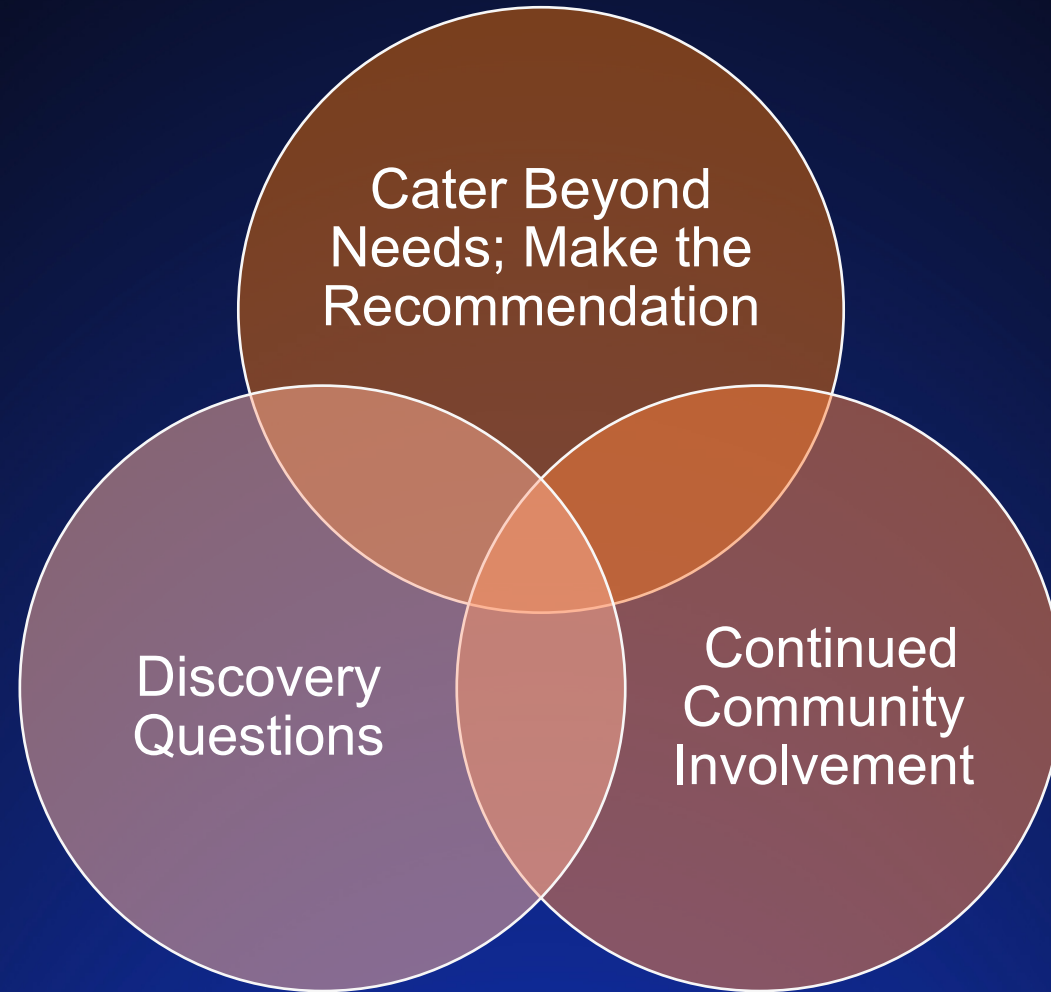 Cater Beyond
Needs; Make the
Recommendation
Discovery
Questions
Continued
Community
Involvement